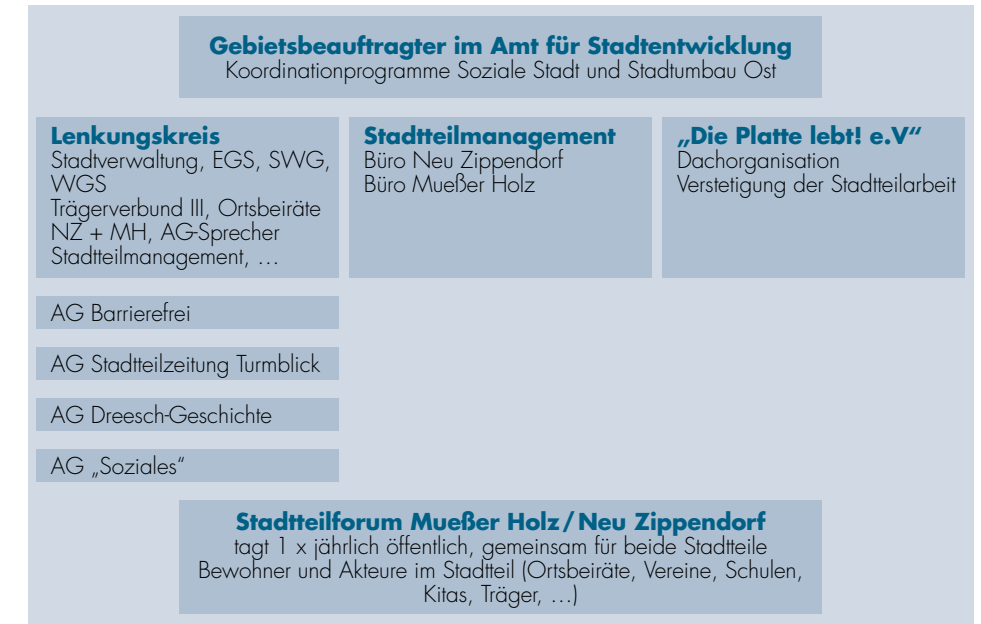 Gebietsbeauftragter im Amt für Stadtentwicklung
Koordinationprogramme Soziale Stadt und Stadtumbau Ost
Lenkungskreis
Stadtverwaltung, EGS, SWG,
WGS
Trägerverbund III, Ortsbeiräte
NZ + MH, AG-Sprecher
Stadtteilmanagement, …
Stadtteilmanagement
Büro Neu Zippendorf
Büro Mueßer Holz
„Die Platte lebt! e.V“
Dachorganisation
Verstetigung der Stadtteilarbeit
AG Barrierefrei
AG Stadtteilzeitung Turmblick
AG Dreesch-Geschichte
AG „Soziales“
Stadtteilforum Mueßer Holz/Neu Zippendorf
tagt 1 x jährlich öffentlich, gemeinsam für beide Stadtteile
Bewohner und Akteure im Stadtteil (Ortsbeiräte, Vereine, Schulen,
Kitas, Träger, …)